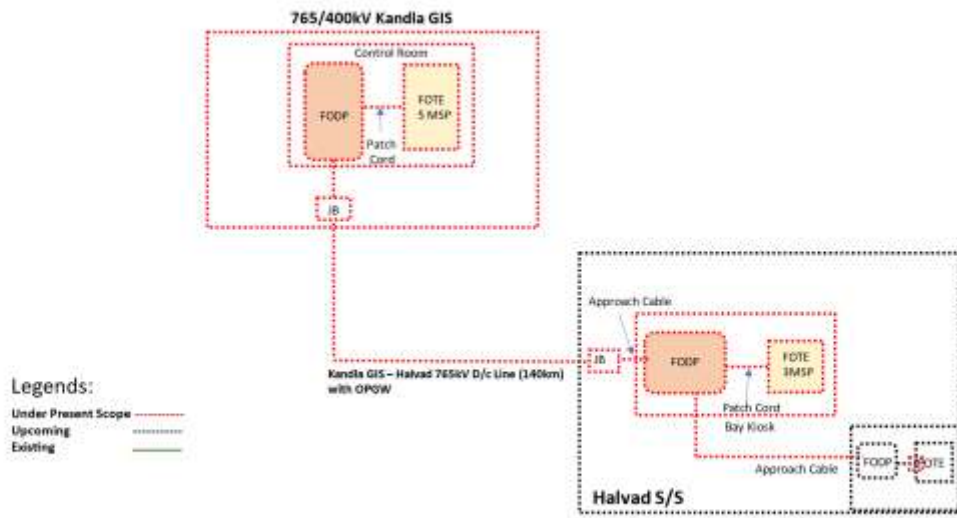 765/400kV Kandla GIS
Control Room
FODP
FOTE
5 MSP
Patch
Cord
JB
Approach Cable
JB
FODP
FOTE
3MSP
Kandla GIS – Halvad 765kV D/c Line (140km)
with OPGW
Patch Cord
Bay Kiosk
Approach Cable
FODP
FOTE
Halvad S/S
Legends:
Under Present Scope
Upcoming
Existing